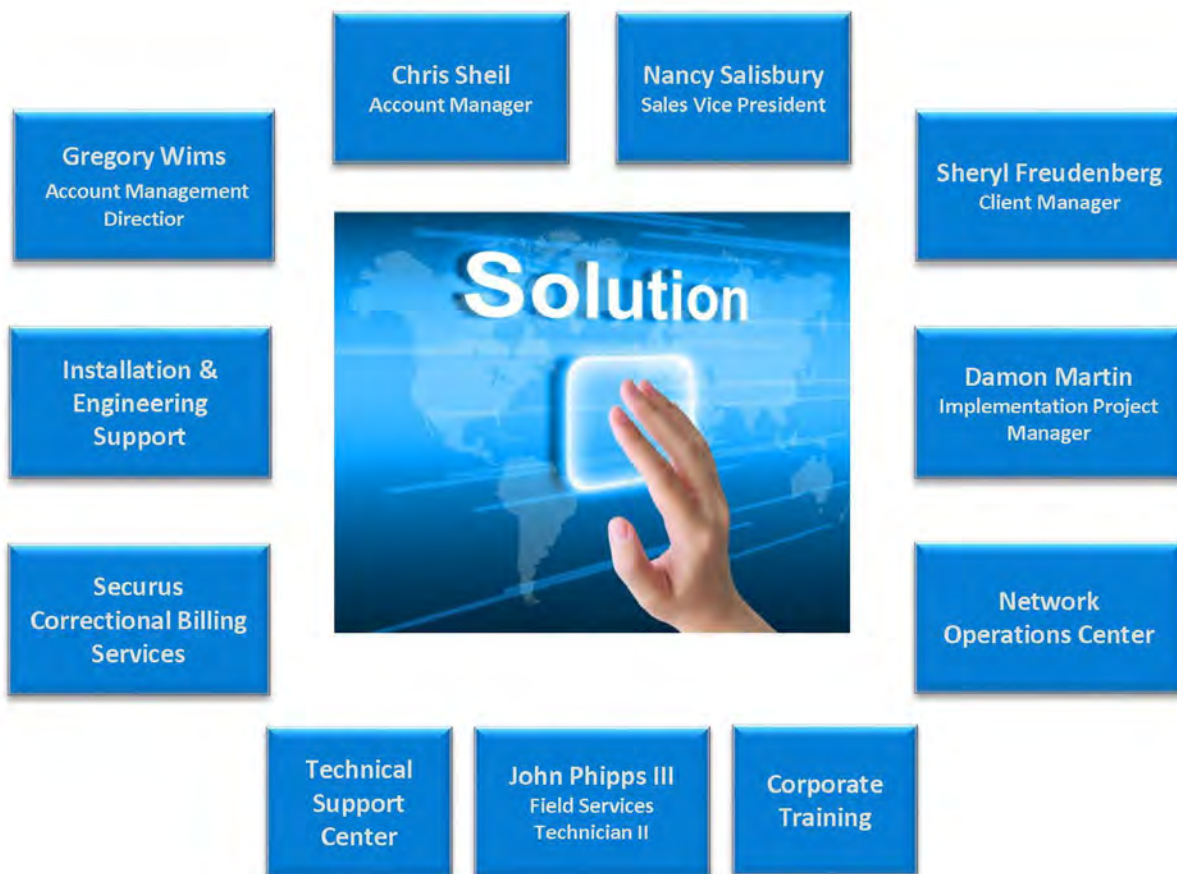 Chris Sheil
Account Manager
Nancy Salisbury
Sales Vice President
Gregory Wims
Account Management
Directior
Sheryl Freudenberg
Client Manager
Solution
Installation &
Engineering
Support
Damon Martin
Implementation Project
Manager
Securus
Correctional Billing
Services
Network
Operations Center
Technical
Support
Center
John Phipps III
Field Services
Technician II
Corporate
Training